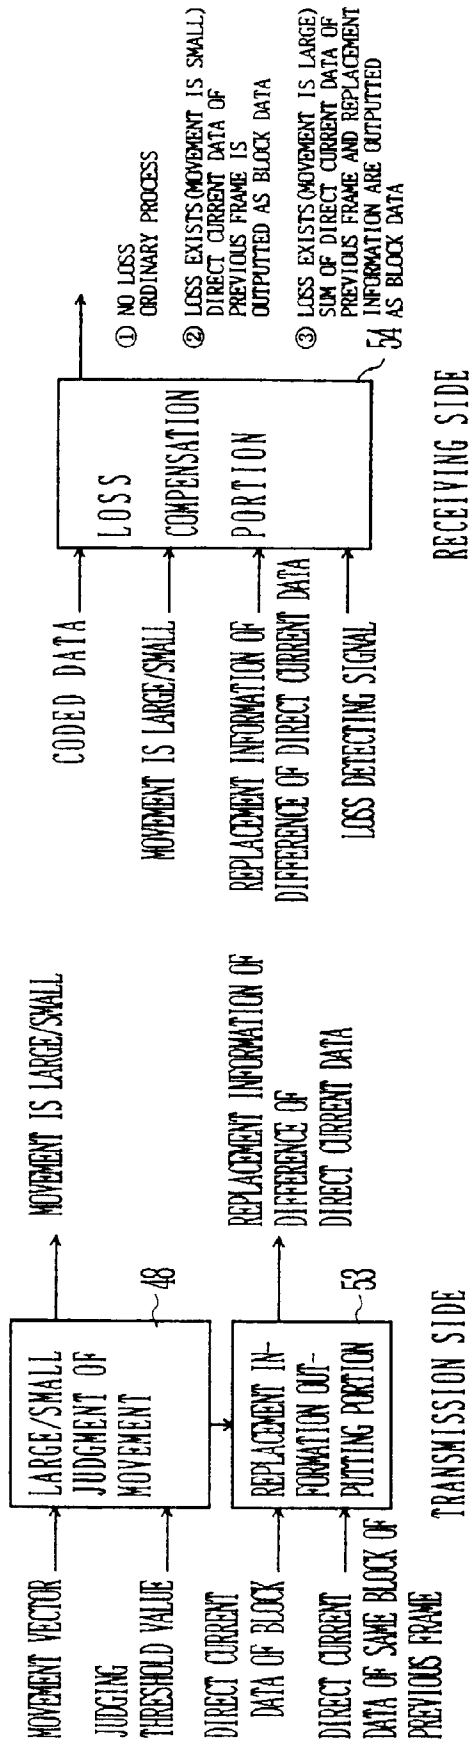 MOVEMENT VECTOR
JUDGING
THRESHOLD VALUE
LARGE/SMALL
JUDGMENT OF
MOVEMENT
48
MOVEMENT IS LARGE/SMALL
DIRECT CURRENT
DATA OF BLOCK
DIRECT CURRENT
DATA OF SAME BLOCK OF
PREVIOUS FRAME
REPLACEMENT IN-
FORMATION OUT-
PUTTING PORTION
53
REPLACEMENT INFORMATION OF
DIFFERENCE OF
DIRECT CURRENT DATA
TRANSMISSION SIDE
CODED DATA
MOVEMENT IS LARGE/SMALL
REPLACEMENT INFORMATION OF
DIFFERENCE OF DIRECT CURRENT DATA
LOSS DETECTING SIGNAL
LOSS
COMPENSATION
PORTION
54
① NO LOSS
ORDINARY PROCESS
② LOSS EXISTS(MOVEMENT IS SMALL)
DIRECT CURRENT DATA OF
PREVIOUS FRAME IS
OUTPUTTED AS BLOCK DATA
③ LOSS EXISTS(MOVEMENT IS LARGE)
SUM OF DIRECT CURRENT DATA OF
PREVIOUS FRAME AND REPLACEMENT
INFORMATION ARE OUTPUTTED
AS BLOCK DATA
RECEIVING SIDE